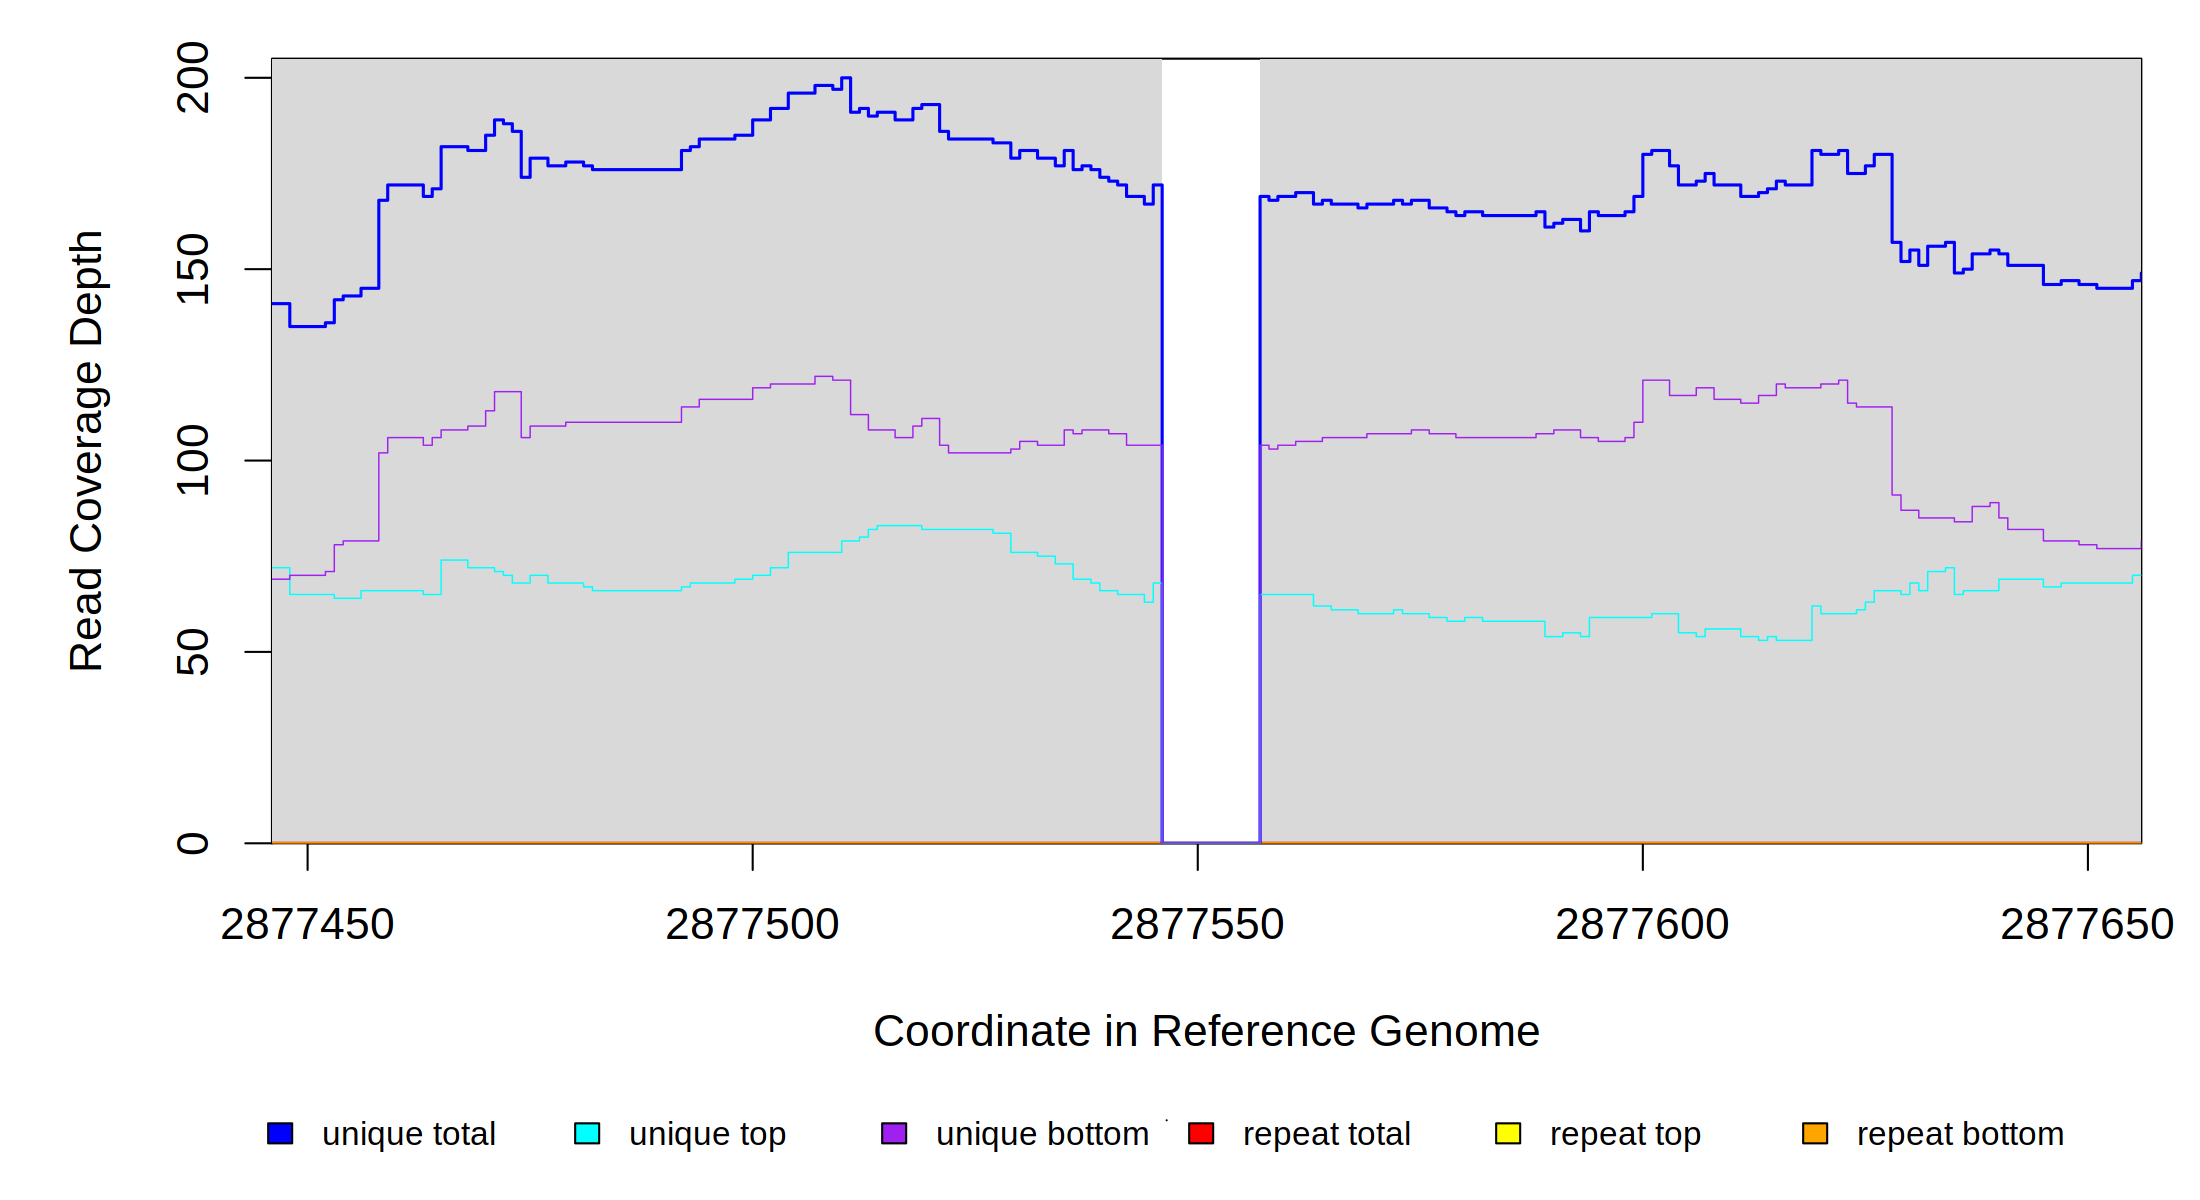 200
150
100
50
0
Read Coverage Depth
2877450 2877500 2877550 2877600 2877650
Coordinate in Reference Genome
unique total unique top unique bottom repeat total repeat top repeat bottom